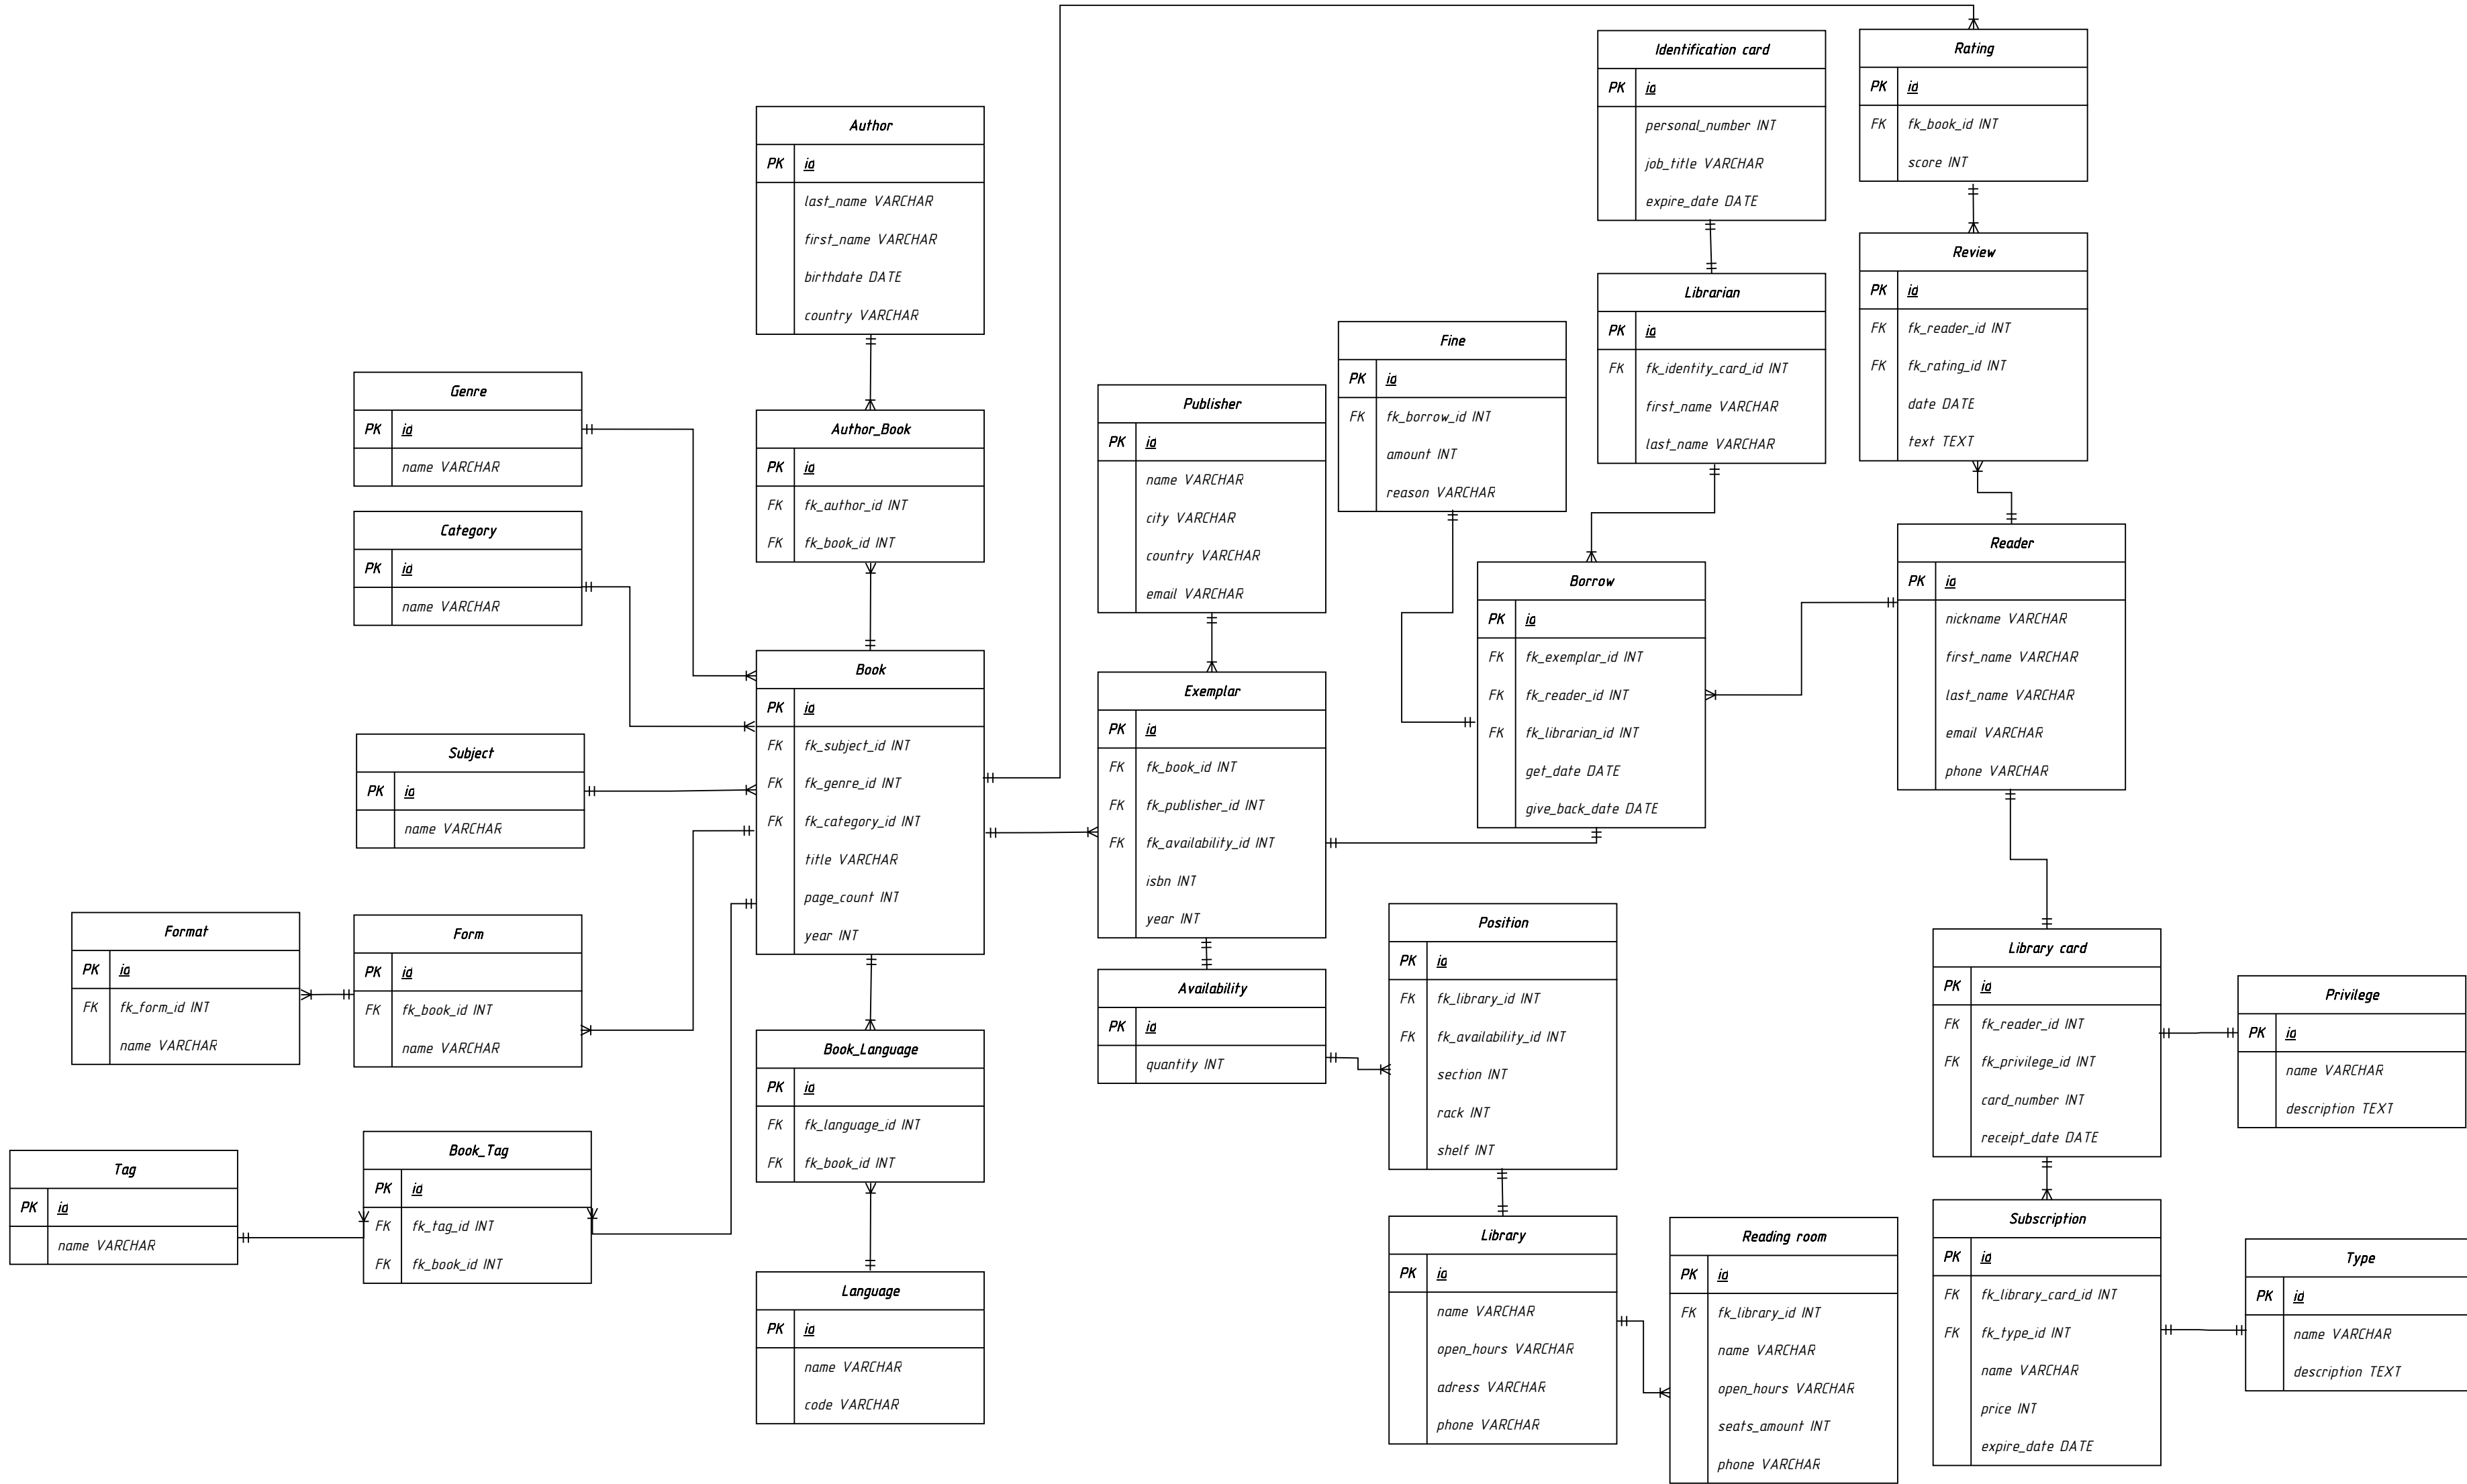 Author
PK id
last_name VARCHAR
first_name VARCHAR
birthdate DATE
country VARCHAR
Genre
PK id
name VARCHAR
Category
PK id
name VARCHAR
Author_Book
PK id
FK fk_author_id INT
FK fk_book_id INT
Subject
PK id
name VARCHAR
Book
PK id
FK fk_subject_id INT
FK fk_genre_id INT
FK fk_category_id INT
title VARCHAR
page_count INT
year INT
Format
PK id
FK fk_form_id INT
name VARCHAR
Form
PK id
FK fk_book_id INT
name VARCHAR
Tag
PK id
name VARCHAR
Book_Tag
PK id
FK fk_tag_id INT
FK fk_book_id INT
Book_Language
PK id
FK fk_language_id INT
FK fk_book_id INT
Language
PK id
name VARCHAR
code VARCHAR
Publisher
PK id
name VARCHAR
city VARCHAR
country VARCHAR
email VARCHAR
Exemplar
PK id
FK fk_book_id INT
FK fk_publisher_id INT
FK fk_availability_id INT
isbn INT
year INT
Availability
PK id
quantity INT
Fine
PK id
FK fk_borrow_id INT
amount INT
reason VARCHAR
Identification card
PK id
personal_number INT
job_title VARCHAR
expire_date DATE
Librarian
PK id
FK fk_identity_card_id INT
first_name VARCHAR
last_name VARCHAR
Borrow
PK id
FK fk_exemplar_id INT
FK fk_reader_id INT
FK fk_librarian_id INT
get_date DATE
give_back_date DATE
Position
PK id
FK fk_library_id INT
FK fk_availability_id INT
section INT
rack INT
shelf INT
Library
PK id
name VARCHAR
open_hours VARCHAR
adress VARCHAR
phone VARCHAR
Reading room
PK id
FK fk_library_id INT
name VARCHAR
open_hours VARCHAR
seats_amount INT
phone VARCHAR
Rating
PK id
FK fk_book_id INT
score INT
Review
PK id
FK fk_reader_id INT
FK fk_rating_id INT
date DATE
text TEXT
Reader
PK id
nickname VARCHAR
first_name VARCHAR
last_name VARCHAR
email VARCHAR
phone VARCHAR
Library card
PK id
FK fk_reader_id INT
FK fk_privilege_id INT
card_number INT
receipt_date DATE
Privilege
PK id
name VARCHAR
description TEXT
Subscription
PK id
FK fk_library_card_id INT
FK fk_type_id INT
name VARCHAR
price INT
expire_date DATE
Type
PK id
name VARCHAR
description TEXT